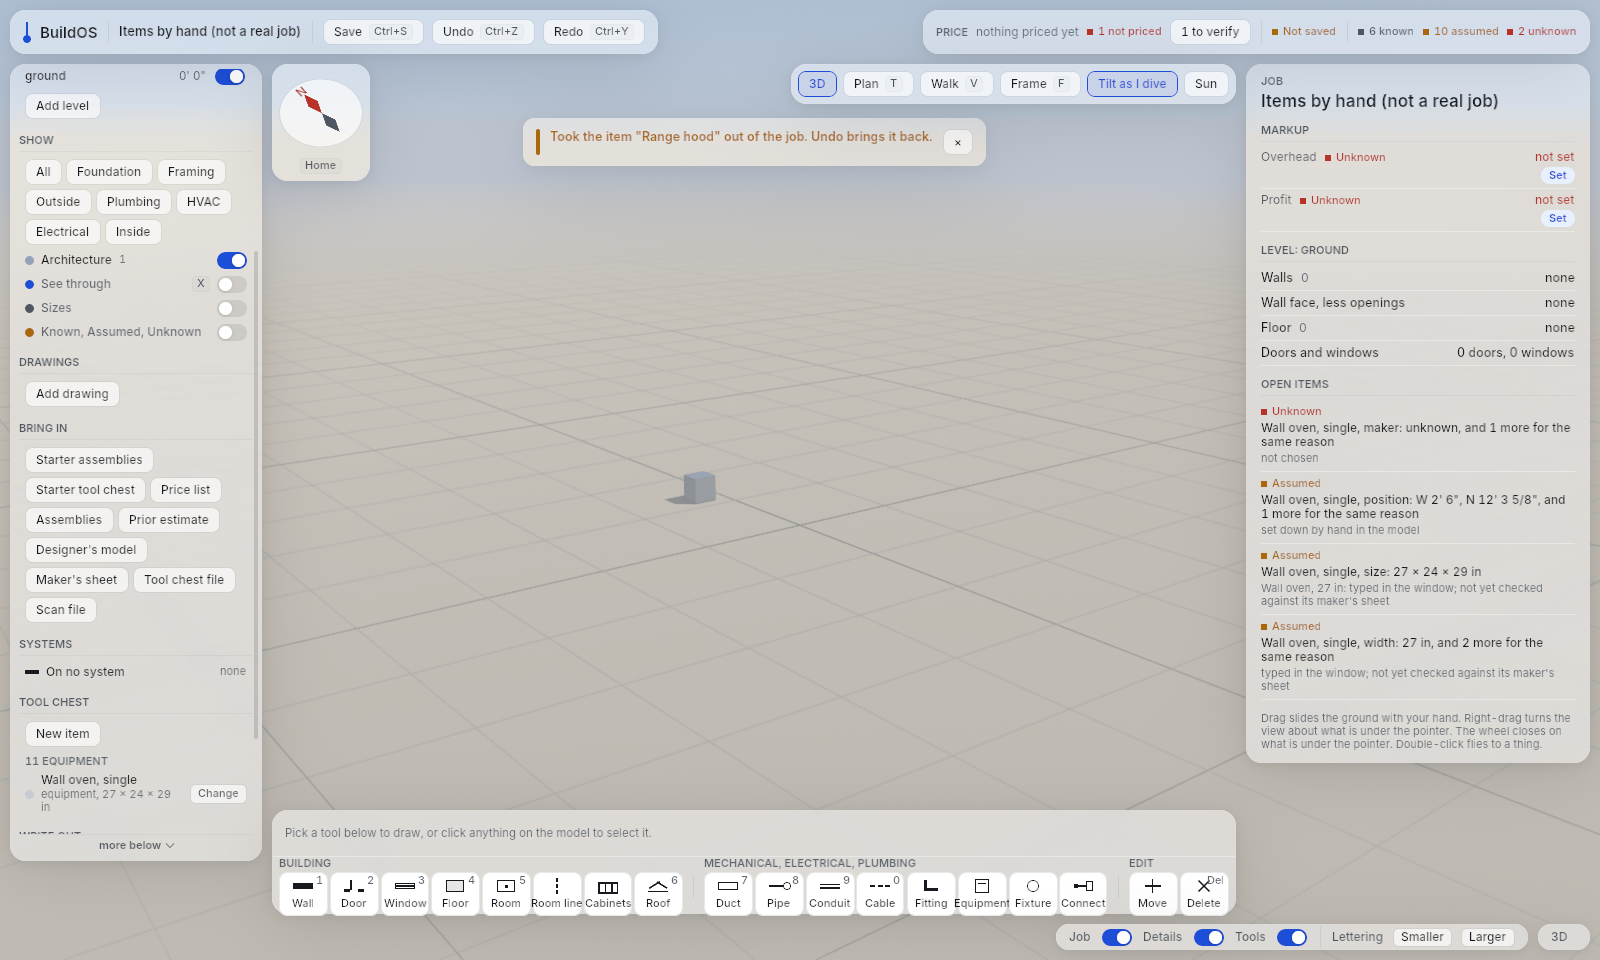 BuildOS
Items by hand (not a real job)
Save Ctrl+S
Undo Ctrl+Z
Redo Ctrl+Y
PRICE nothing priced yet
1 not priced
1 to verify
Not saved
6 known
10 assumed
2 unknown
ground 0' 0"
Add level
SHOW
All
Foundation
Framing
Outside
Plumbing
HVAC
Electrical
Inside
Architecture 1
See through X
Sizes
Known, Assumed, Unknown
DRAWINGS
Add drawing
BRING IN
Starter assemblies
Starter tool chest
Price list
Assemblies
Prior estimate
Designer's model
Maker's sheet
Tool chest file
Scan file
SYSTEMS
On no system none
TOOL CHEST
New item
11 EQUIPMENT
Wall oven, single
equipment, 27 × 24 × 29
in
Change
WRITE OUT
more below
N
Home
3D
Plan T
Walk V
Frame F
Tilt as I dive
Sun
Took the item "Range hood" out of the job. Undo brings it back.
×
Pick a tool below to draw, or click anything on the model to select it.
BUILDING
1 Wall
2 Door
3 Window
4 Floor
5 Room
Room line
Cabinets
6 Roof
MECHANICAL, ELECTRICAL, PLUMBING
7 Duct
8 Pipe
9 Conduit
0 Cable
Fitting
Equipment
Fixture
Connect
EDIT
Move
Del Delete
JOB
Items by hand (not a real job)
MARKUP
Overhead Unknown not set
Set
Profit Unknown not set
Set
LEVEL: GROUND
Walls 0 none
Wall face, less openings none
Floor 0 none
Doors and windows 0 doors, 0 windows
OPEN ITEMS
Unknown
Wall oven, single, maker: unknown, and 1 more for the
same reason
not chosen
Assumed
Wall oven, single, position: W 2' 6", N 12' 3 5/8", and
1 more for the same reason
set down by hand in the model
Assumed
Wall oven, single, size: 27 × 24 × 29 in
Wall oven, 27 in: typed in the window; not yet checked
against its maker's sheet
Assumed
Wall oven, single, width: 27 in, and 2 more for the
same reason
typed in the window; not yet checked against its maker's
sheet
Drag slides the ground with your hand. Right-drag turns the
view about what is under the pointer. The wheel closes on
what is under the pointer. Double-click flies to a thing.
Job
Details
Tools
Lettering
Smaller
Larger
3D